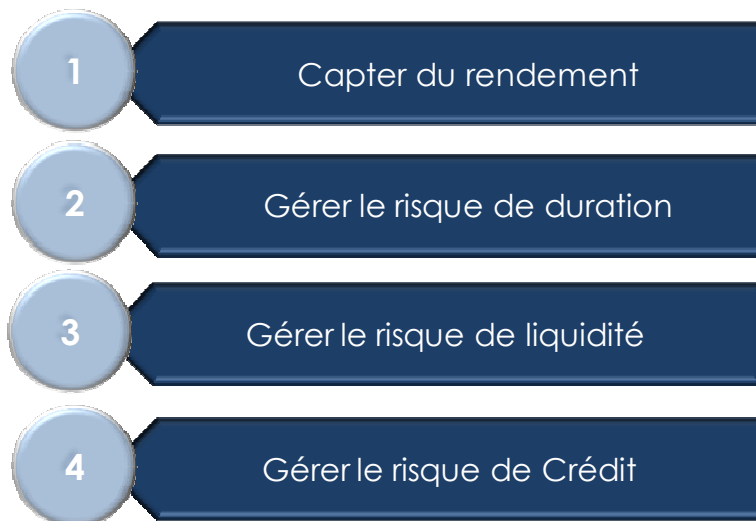 1 Capter du rendement
2 Gérer le risque de duration
3 Gérer le risque de liquidité
4 Gérer le risque de Crédit